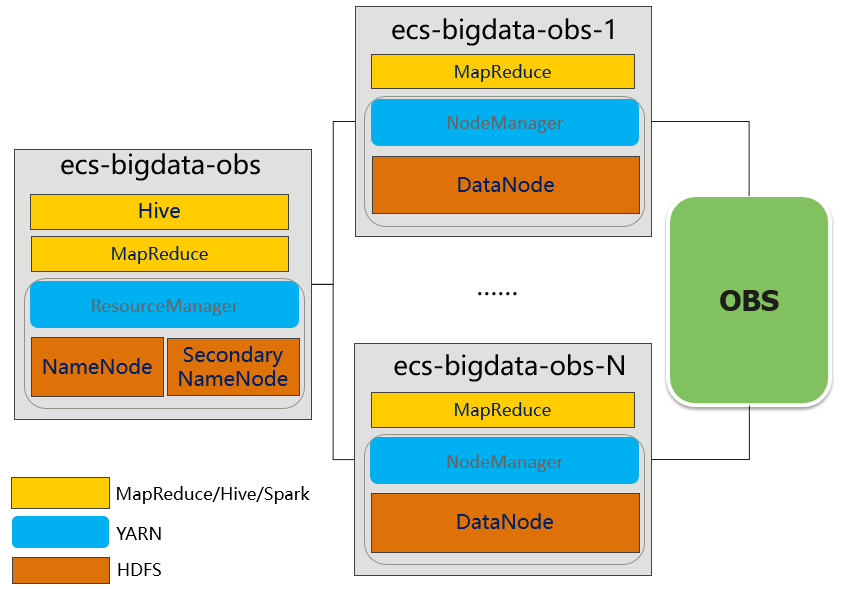 ecs-bigdata-obs
Hive
MapReduce
ResourceManager
NameNode
Secondary
NameNode
ecs-bigdata-obs-1
MapReduce
NodeManager
DataNode
......
ecs-bigdata-obs-N
MapReduce
NodeManager
DataNode
OBS
MapReduce/Hive/Spark
YARN
HDFS